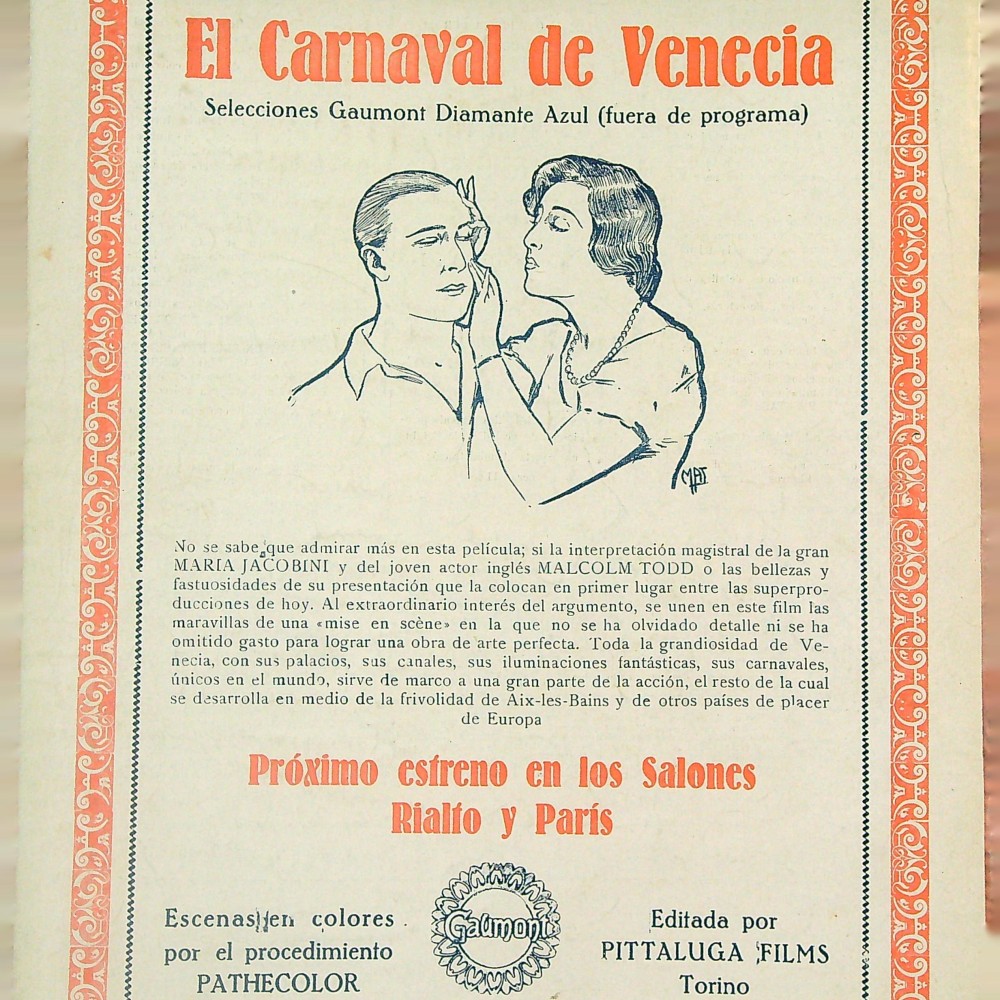 El Carnaval de Venecia
Selecciones Gaumont Diamante Azul (fuera de programa)
MAT
No se sabe que admirar más en esta película; si la interpretación magistral de la gran
MARIA JACOBINI y del joven actor inglés MALCOLM TODD o las bellezas y
fastuosidades de su presentación que la colocan en primer lugar entre las superpro-
ducciones de hoy. Al extraordinario interés del argumento, se unen en este film las
maravillas de una «mise en scène» en la que no se ha olvidado detalle ni se ha
omitido gasto para lograr una obra de arte perfecta. Toda la grandiosidad de Ve-
necia, con sus palacios, sus canales, sus iluminaciones fantásticas, sus carnavales,
únicos en el mundo, sirve de marco a una gran parte de la acción, el resto de la cual
se desarrolla en medio de la frivolidad de Aix-les-Bains y de otros países de placer
de Europa
Próximo estreno en los Salones
Rialto y París
Escenas en colores
por el procedimiento
PATHECOLOR
Gaumont
Editada por
PITTALUGA FILMS
Torino